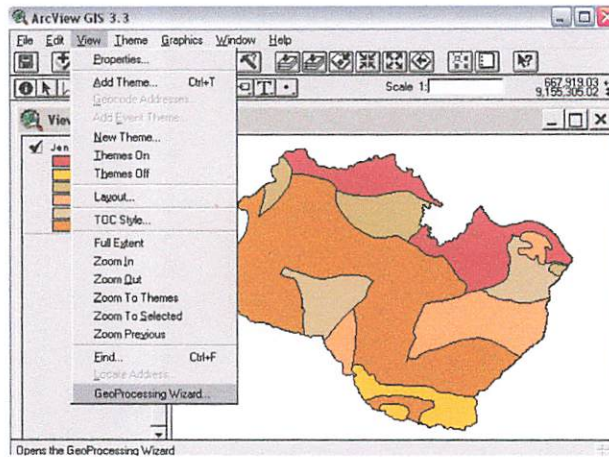 ArcView GIS 3.3
File Edit View Theme Graphics Window Help
Scale 1:
667,919.03
9,155,305.02
View
Jen
Properties...
Add Theme... Ctrl+T
Geocode Addresses...
Add Event Theme...
New Theme...
Themes On
Themes Off
Layout...
TOC Style...
Full Extent
Zoom In
Zoom Out
Zoom To Themes
Zoom To Selected
Zoom Previous
Find... Ctrl+F
Locate Address...
GeoProcessing Wizard...
Opens the GeoProcessing Wizard